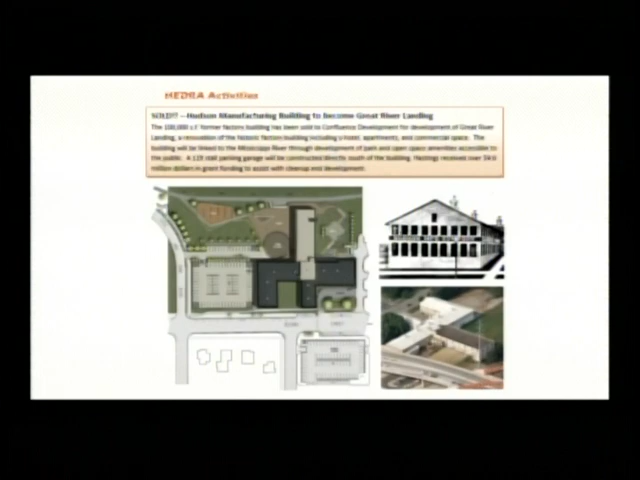 HEDRA Activities
SOLD!! - Hudson Manufacturing Building to become Great River Landing
The 100,000 s.f. former factory building has been sold to Confluence Development for development of Great River
Landing, a renovation of the historic factory building including a hotel, apartments, and commercial space. The
building will be linked to the Mississippi River through development of park and open space amenities accessible to
the public. A 119 stall parking garage will be constructed directly south of the building. Hastings received over
million dollars in grant funding to assist with cleanup and development.